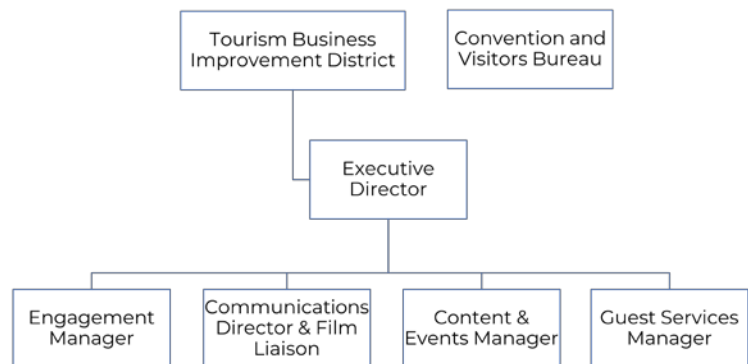 Tourism Business
Improvement District
Convention and
Visitors Bureau
Executive
Director
Engagement
Manager
Communications
Director & Film
Liaison
Content &
Events Manager
Guest Services
Manager